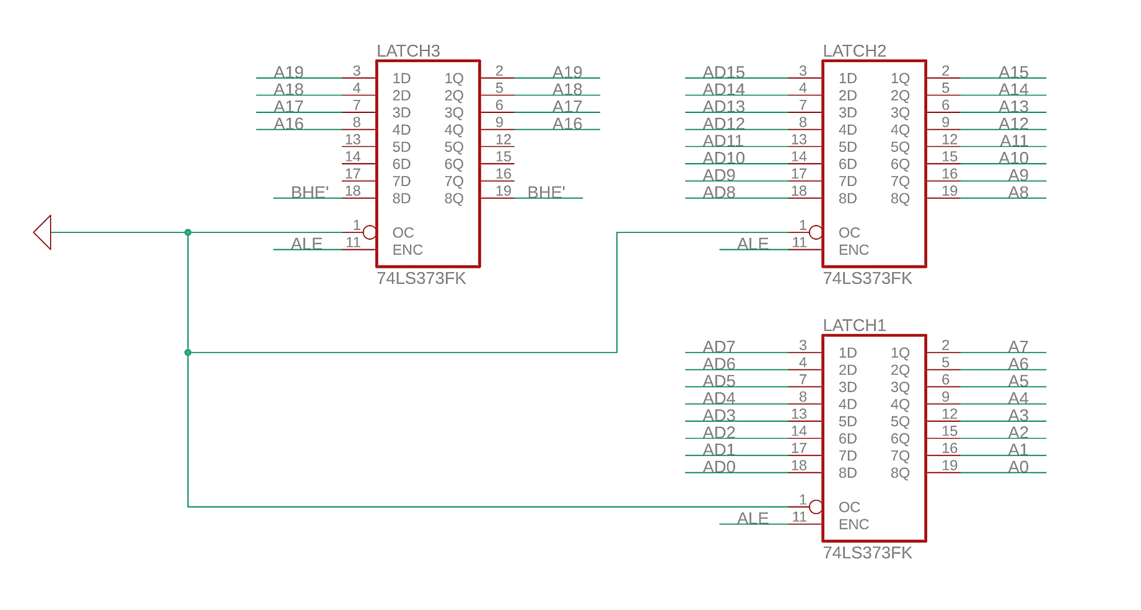 LATCH3
A19 3 1D 1Q 2 A19
A18 4 2D 2Q 5 A18
A17 7 3D 3Q 6 A17
A16 8 4D 4Q 9 A16
13 5D 5Q 12
14 6D 6Q 15
17 7D 7Q 16
BHE' 18 8D 8Q 19 BHE'
1 OC
ALE 11 ENC
74LS373FK
LATCH2
AD15 3 1D 1Q 2 A15
AD14 4 2D 2Q 5 A14
AD13 7 3D 3Q 6 A13
AD12 8 4D 4Q 9 A12
AD11 13 5D 5Q 12 A11
AD10 14 6D 6Q 15 A10
AD9 17 7D 7Q 16 A9
AD8 18 8D 8Q 19 A8
1 OC
ALE 11 ENC
74LS373FK
LATCH1
AD7 3 1D 1Q 2 A7
AD6 4 2D 2Q 5 A6
AD5 7 3D 3Q 6 A5
AD4 8 4D 4Q 9 A4
AD3 13 5D 5Q 12 A3
AD2 14 6D 6Q 15 A2
AD1 17 7D 7Q 16 A1
AD0 18 8D 8Q 19 A0
1 OC
ALE 11 ENC
74LS373FK